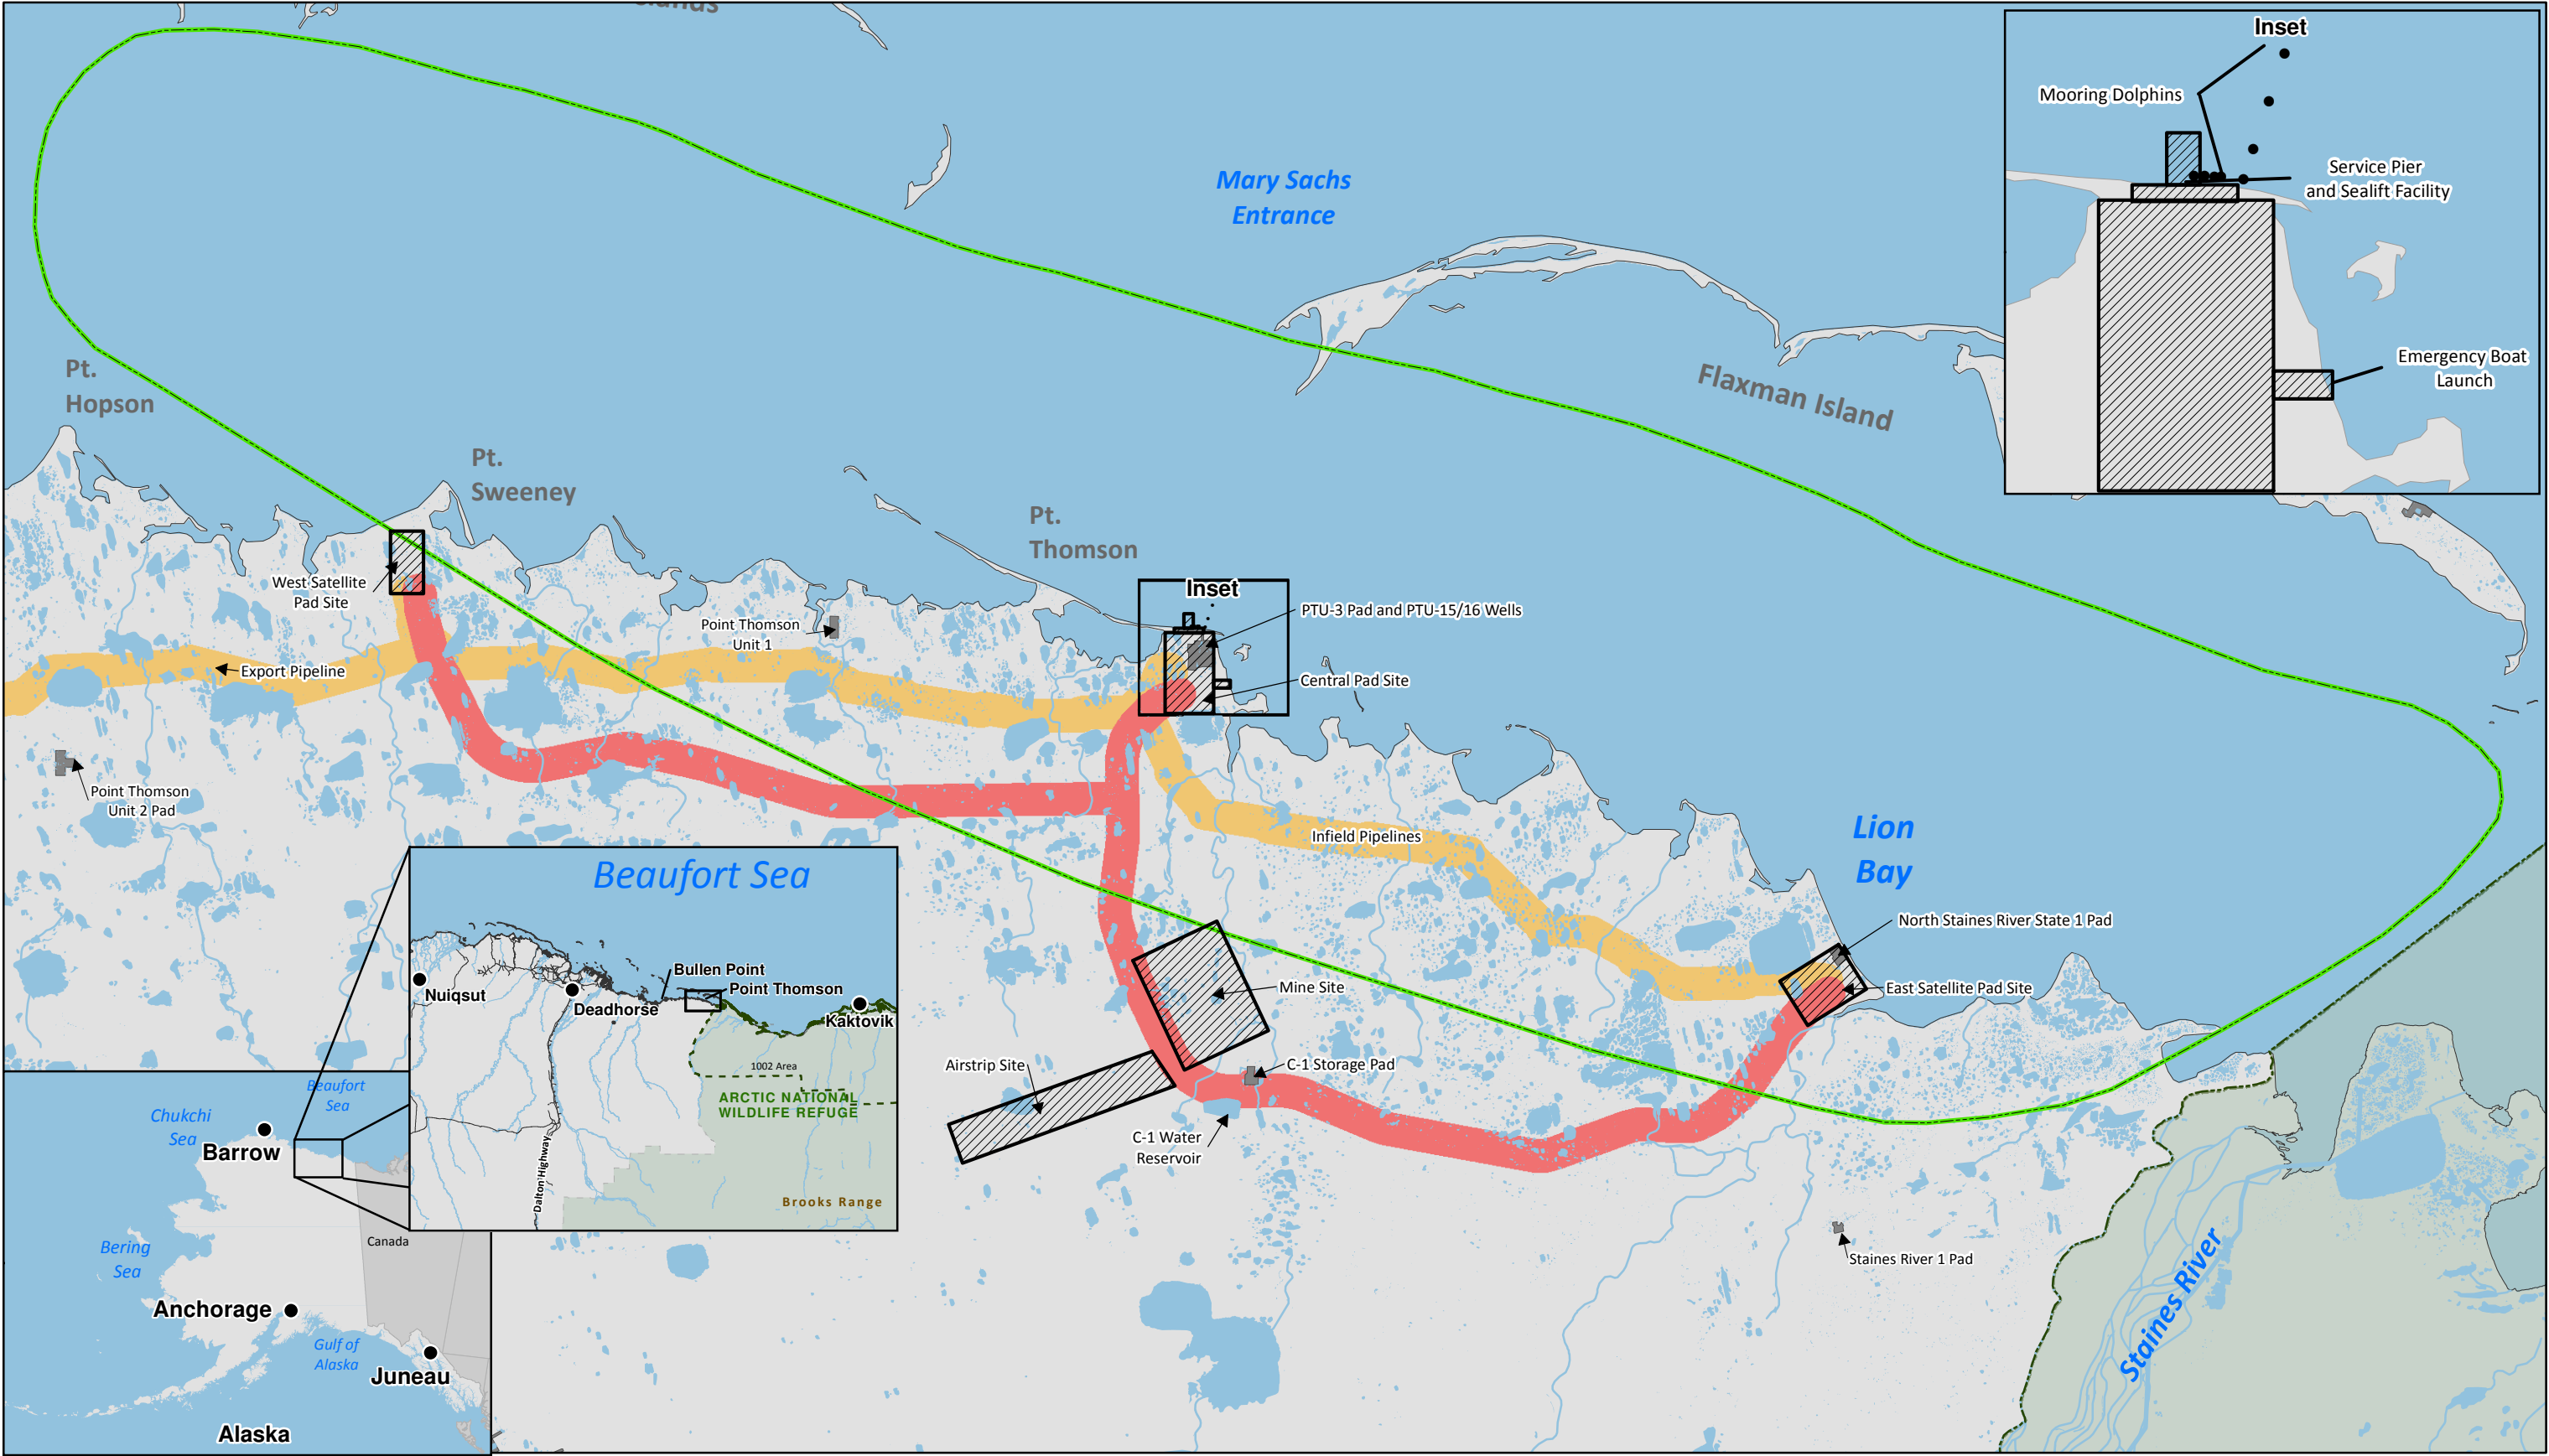 Inset
Mooring Dolphins
Service Pier
and Sealift Facility
Emergency Boat
Launch
Mary Sachs
Entrance
Flaxman Island
Pt.
Hopson
Pt.
Sweeney
Pt.
Thomson
Inset
West Satellite
Pad Site
Point Thomson
Unit 1
PTU-3 Pad and PTU-15/16 Wells
Export Pipeline
Central Pad Site
Point Thomson
Unit 2 Pad
Infield Pipelines
Lion
Bay
North Staines River State 1 Pad
East Satellite Pad Site
Mine Site
Airstrip Site
C-1 Storage Pad
C-1 Water
Reservoir
Staines River 1 Pad
Staines River
Beaufort Sea
Bullen Point
Point Thomson
Nuiqsut
Deadhorse
Kaktovik
1002 Area
ARCTIC NATIONAL
WILDLIFE REFUGE
Dalton Highway
Brooks Range
Beaufort
Sea
Chukchi
Sea
Barrow
Canada
Bering
Sea
Anchorage
Gulf of
Alaska
Juneau
Alaska